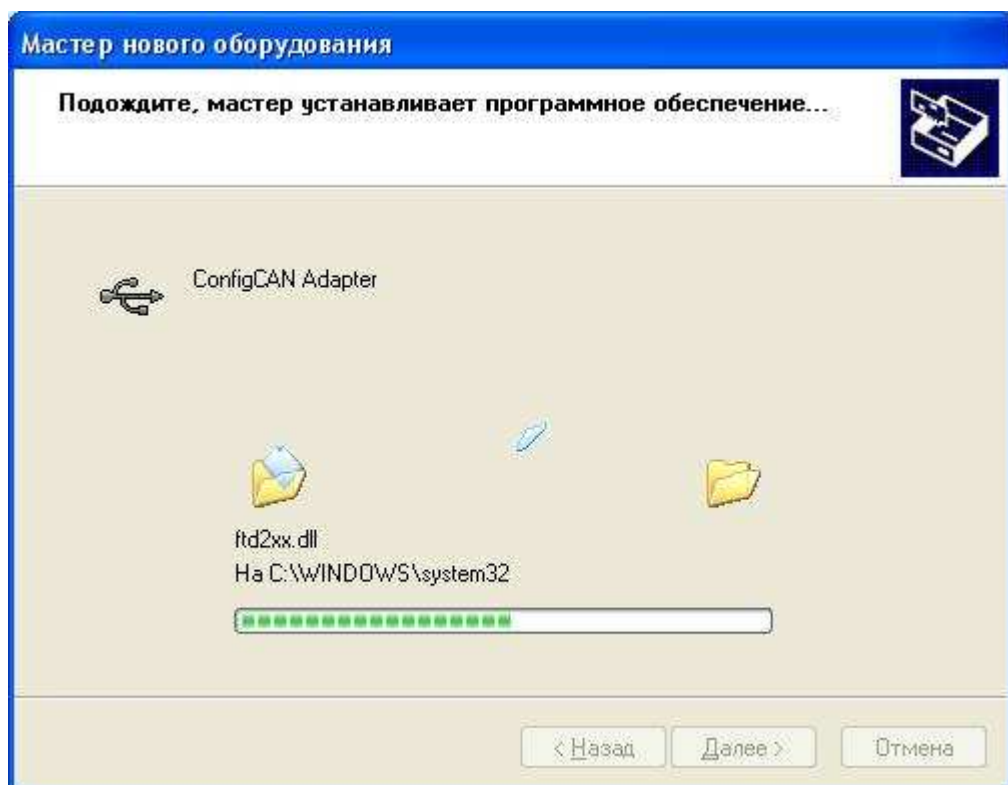 Мастер нового оборудования
Подождите, мастер устанавливает программное обеспечение...
ConfigCAN Adapter
ftd2xx.dll
На C:\WINDOWS\system32
< Назад
Далее >
Отмена